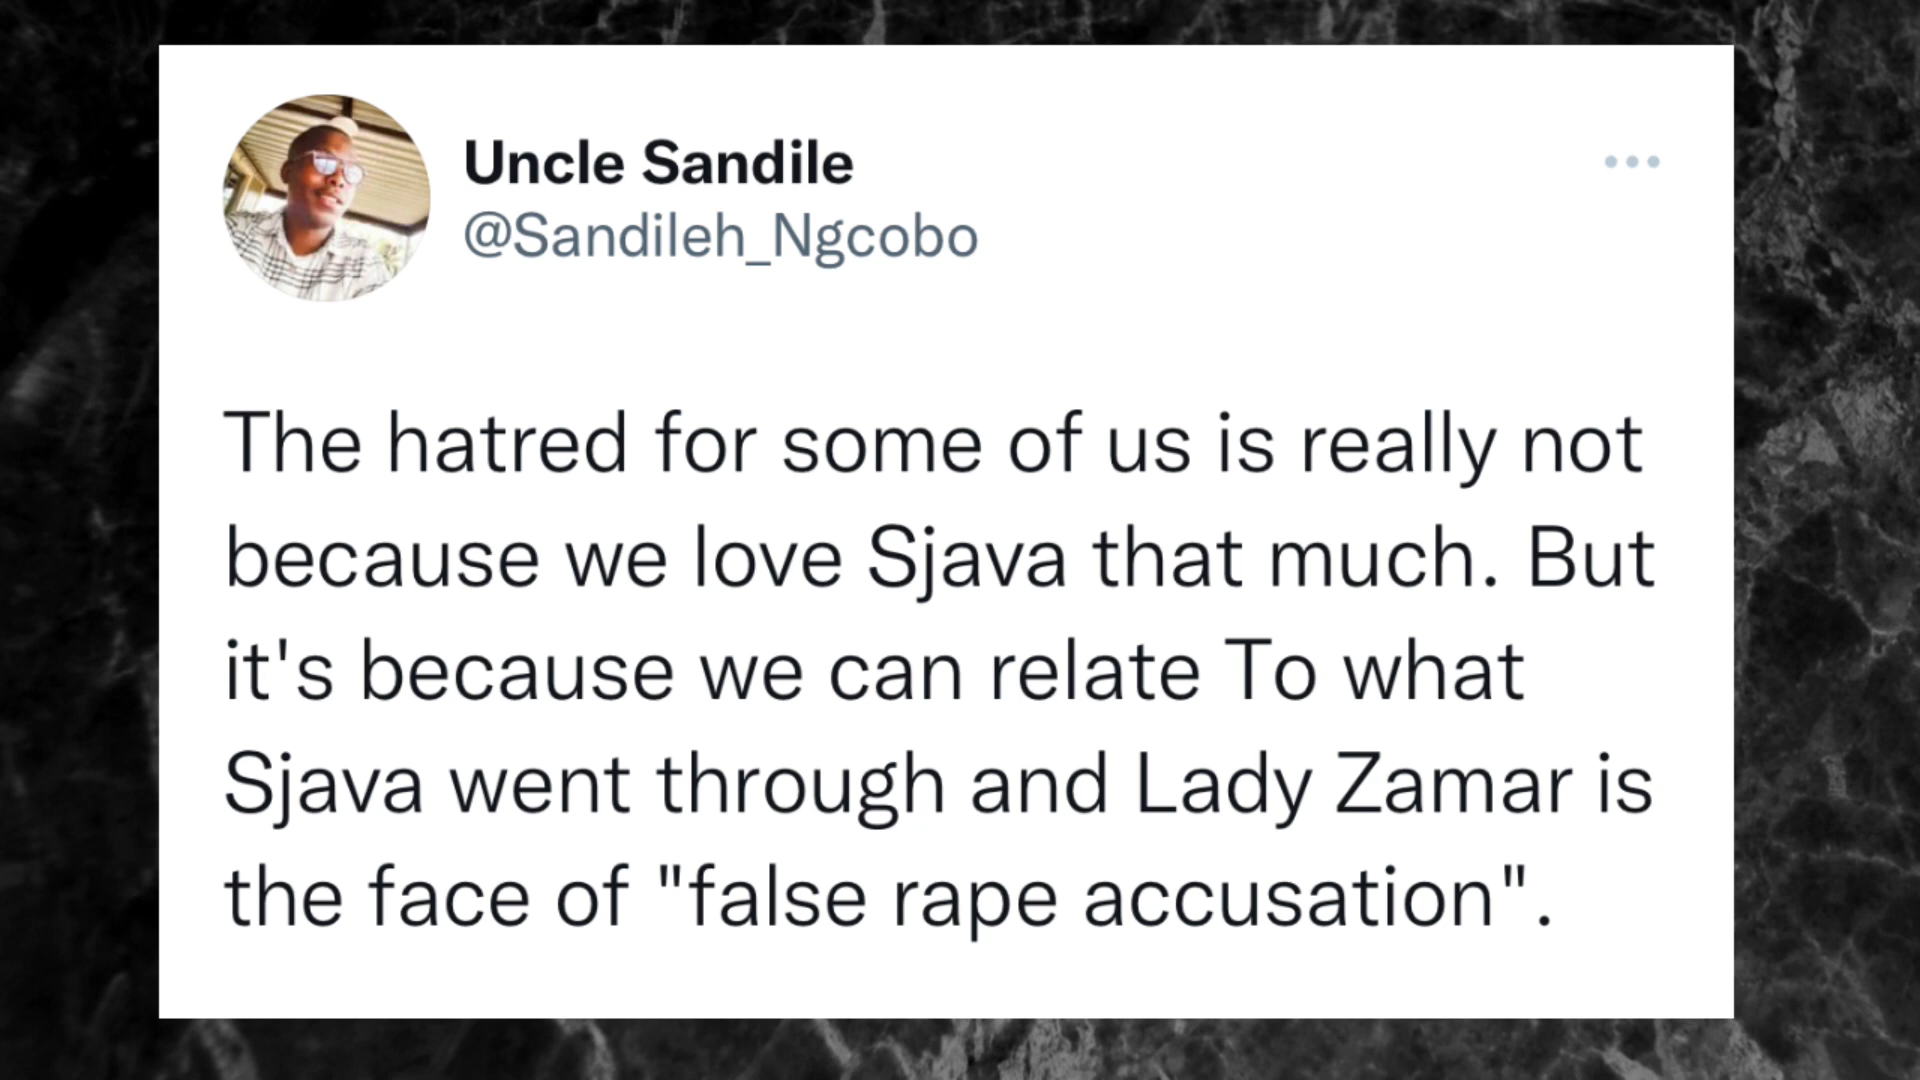 Uncle Sandile
@Sandileh_Ngcobo
The hatred for some of us is really not
because we love Sjava that much. But
it's because we can relate To what
Sjava went through and Lady Zamar is
the face of "false rape accusation".